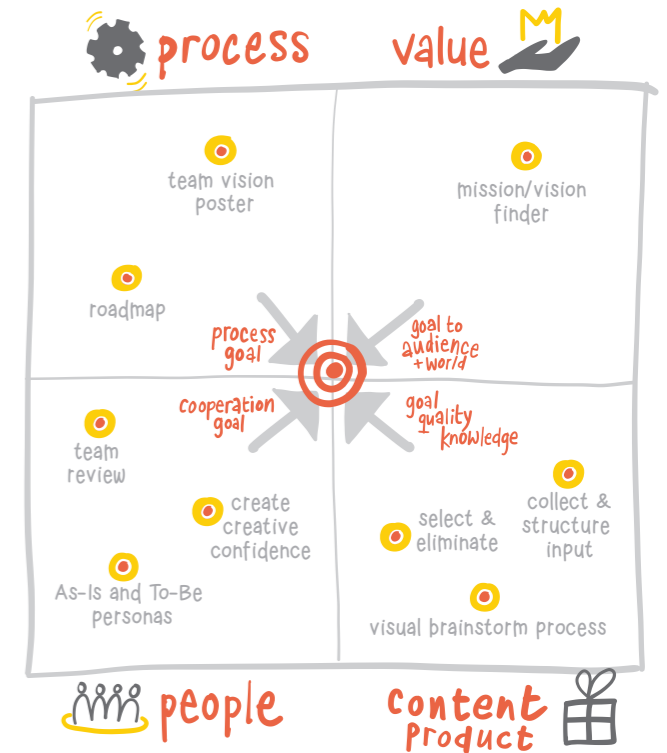 process
value
team vision
poster
mission/vision
finder
roadmap
process
goal
goal to
audience
+world
cooperation
goal
goal
quality
knowledge
team
review
create
creative
confidence
As-Is and To-Be
personas
select &
eliminate
collect &
structure
input
visual brainstorm process
people
content
product